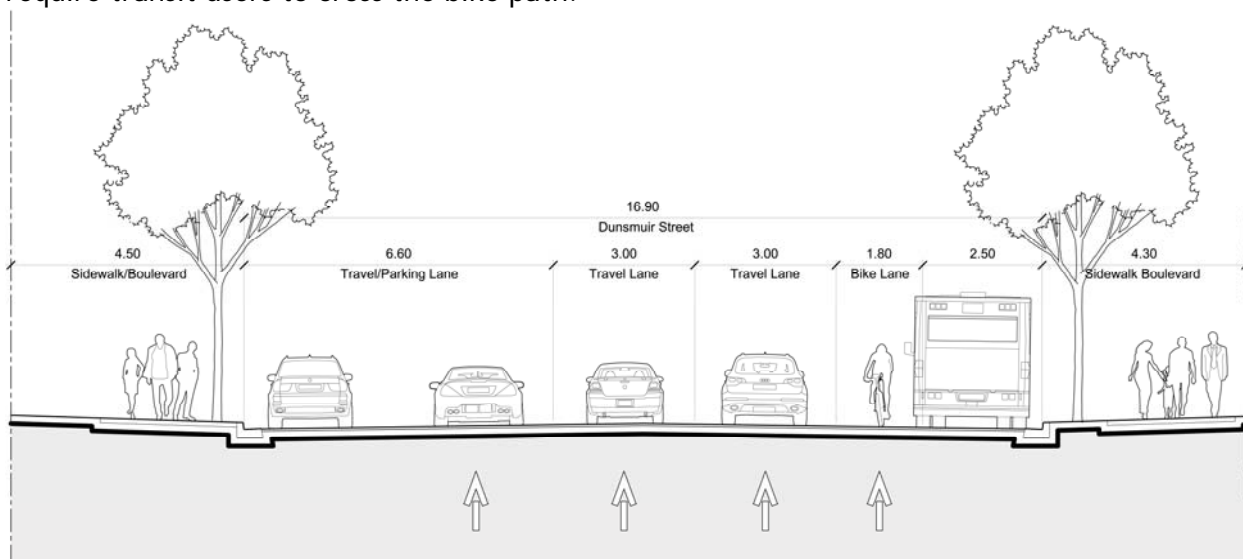 require transit users to cross the bike path.
16.90
Dunsmuir Street
4.50 6.60 3.00 3.00 1.80 2.50 4.30
Sidewalk/Boulevard Travel/Parking Lane Travel Lane Travel Lane Bike Lane Sidewalk Boulevard